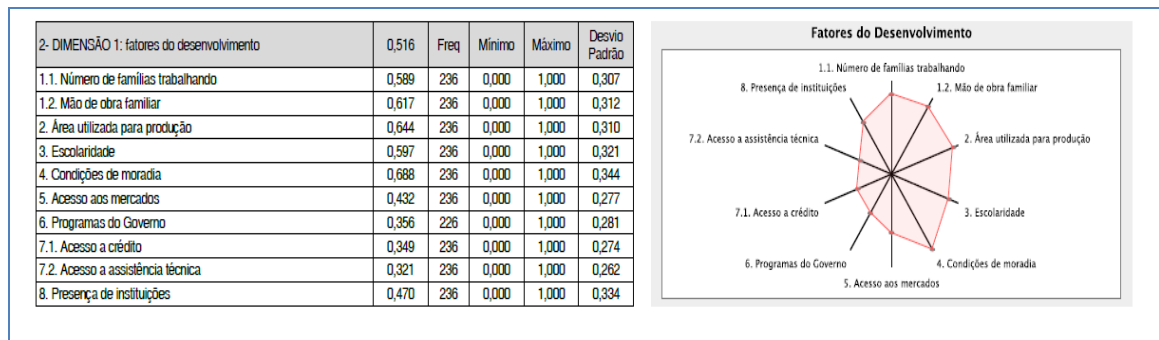 2- DIMENSÃO 1: fatores do desenvolvimento 0,516 Freq Mínimo Máximo Desvio Padrão
1.1. Número de famílias trabalhando 0,589 236 0,000 1,000 0,307
1.2. Mão de obra familiar 0,617 236 0,000 1,000 0,312
2. Área utilizada para produção 0,644 236 0,000 1,000 0,310
3. Escolaridade 0,597 236 0,000 1,000 0,321
4. Condições de moradia 0,688 236 0,000 1,000 0,344
5. Acesso aos mercados 0,432 236 0,000 1,000 0,277
6. Programas do Governo 0,356 226 0,000 1,000 0,281
7.1. Acesso a crédito 0,349 236 0,000 1,000 0,274
7.2. Acesso a assistência técnica 0,321 236 0,000 1,000 0,262
8. Presença de instituições 0,470 236 0,000 1,000 0,334
Fatores do Desenvolvimento
1.1. Número de famílias trabalhando
8. Presença de instituições
1.2. Mão de obra familiar
7.2. Acesso a assistência técnica
2. Área utilizada para produção
7.1. Acesso a crédito
3. Escolaridade
6. Programas do Governo
4. Condições de moradia
5. Acesso aos mercados